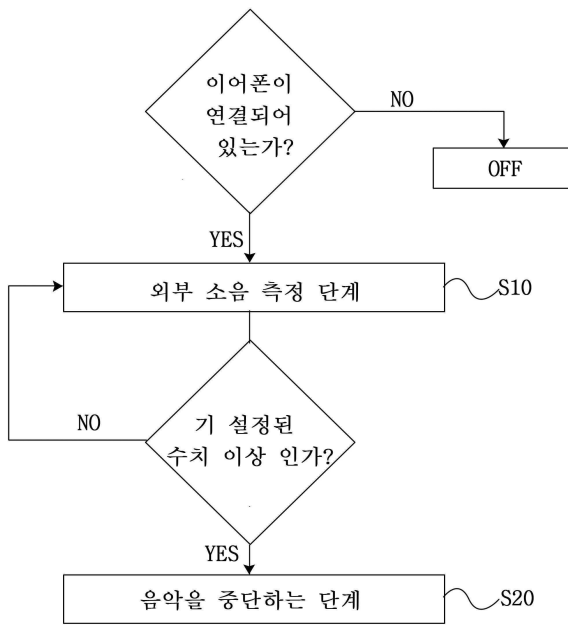 이어폰이
연결되어
있는가?
NO
OFF
YES
외부 소음 측정 단계
S10
기 설정된
수치 이상 인가?
NO
YES
음악을 중단하는 단계
S20